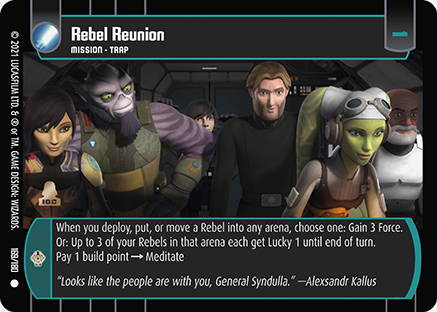 Rebel Reunion
MISSION - TRAP
When you deploy, put, or move a Rebel into any arena, choose one: Gain 3 Force.
Or: Up to 3 of your Rebels in that arena each get Lucky 1 until end of turn.
Pay 1 build point → Meditate
"Looks like the people are with you, General Syndulla." —Alexsandr Kallus
© 2021 LUCASFILM LTD. & ® or TM. GAME DESIGN: WIZARDS.